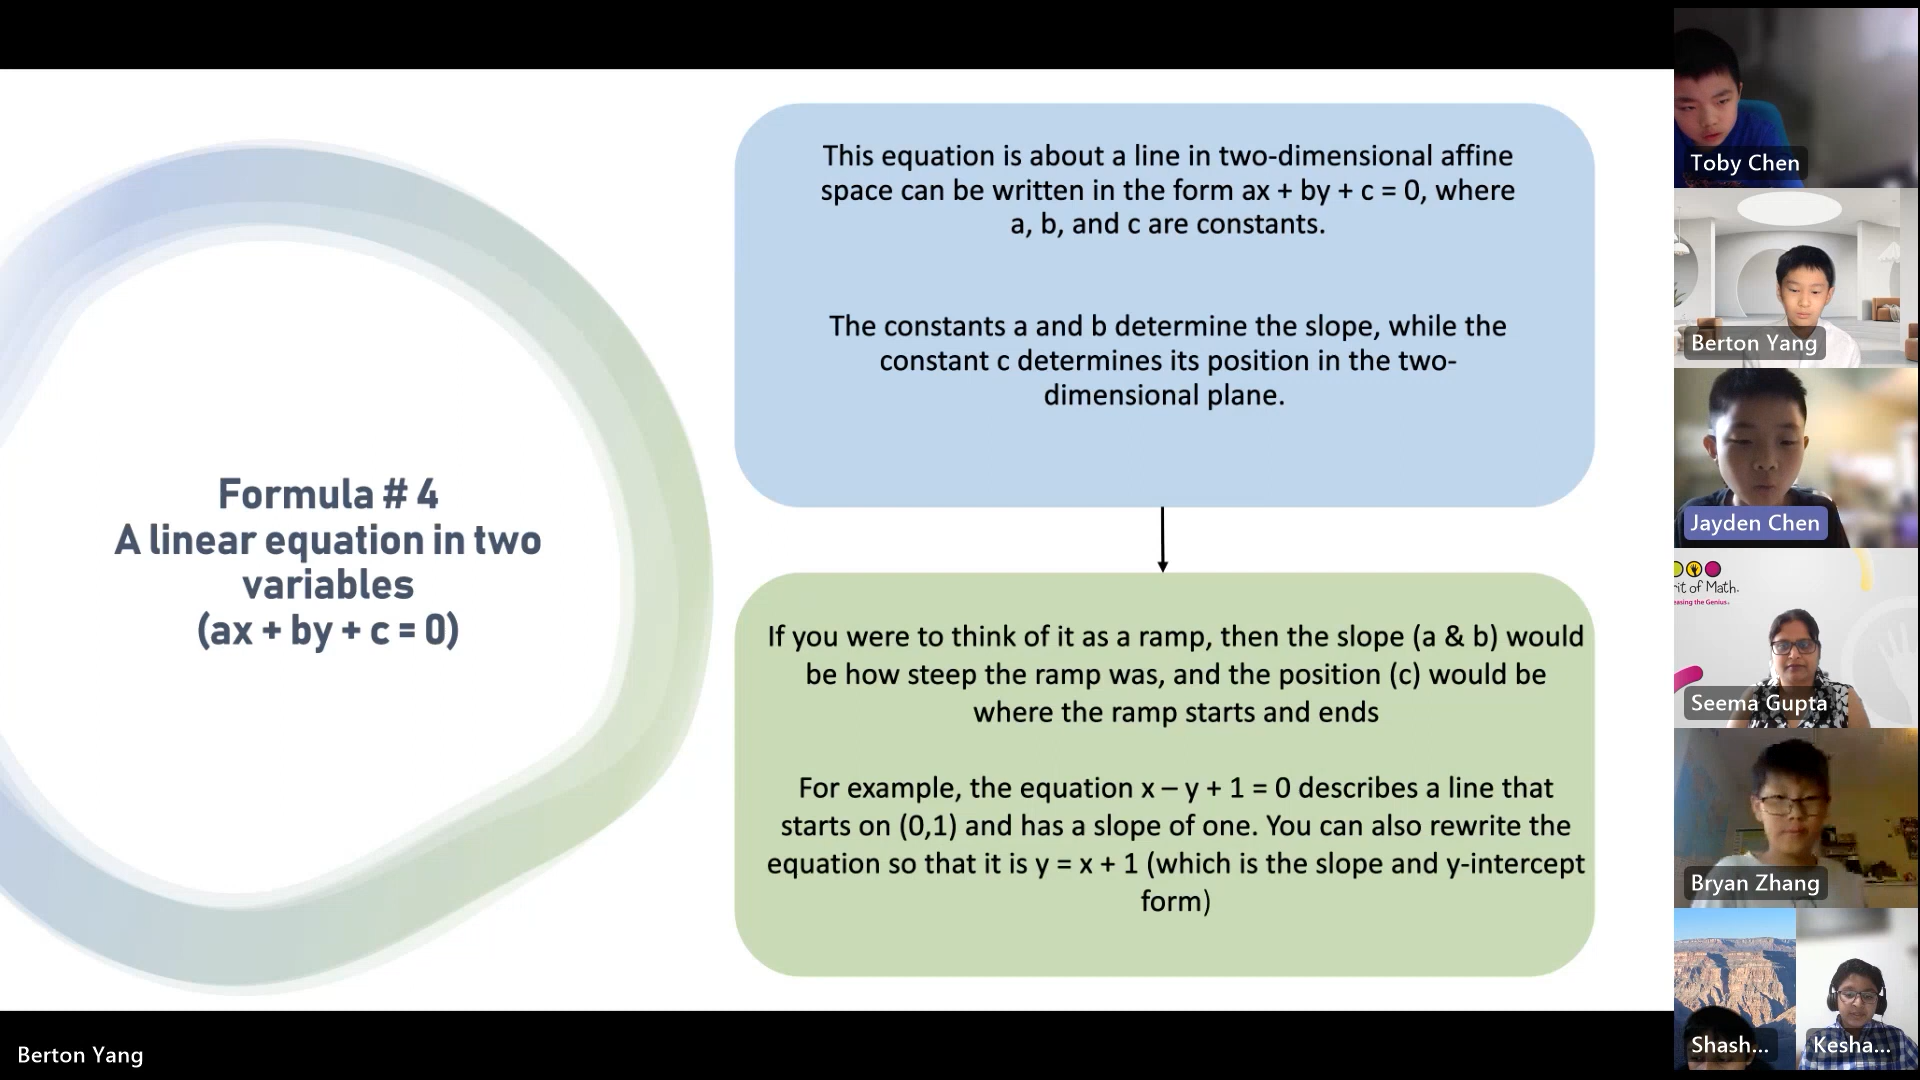 Formula # 4
A linear equation in two
variables
(ax + by + c = 0)
This equation is about a line in two-dimensional affine
space can be written in the form ax + by + c = 0, where
a, b, and c are constants.
The constants a and b determine the slope, while the
constant c determines its position in the two-
dimensional plane.
If you were to think of it as a ramp, then the slope (a & b) would
be how steep the ramp was, and the position (c) would be
where the ramp starts and ends
For example, the equation x – y + 1 = 0 describes a line that
starts on (0,1) and has a slope of one. You can also rewrite the
equation so that it is y = x + 1 (which is the slope and y-intercept
form)
Berton Yang
Toby Chen
Berton Yang
Jayden Chen
rit of Math.
easing the Genius.
Seema Gupta
Bryan Zhang
Shash...
Kesha...